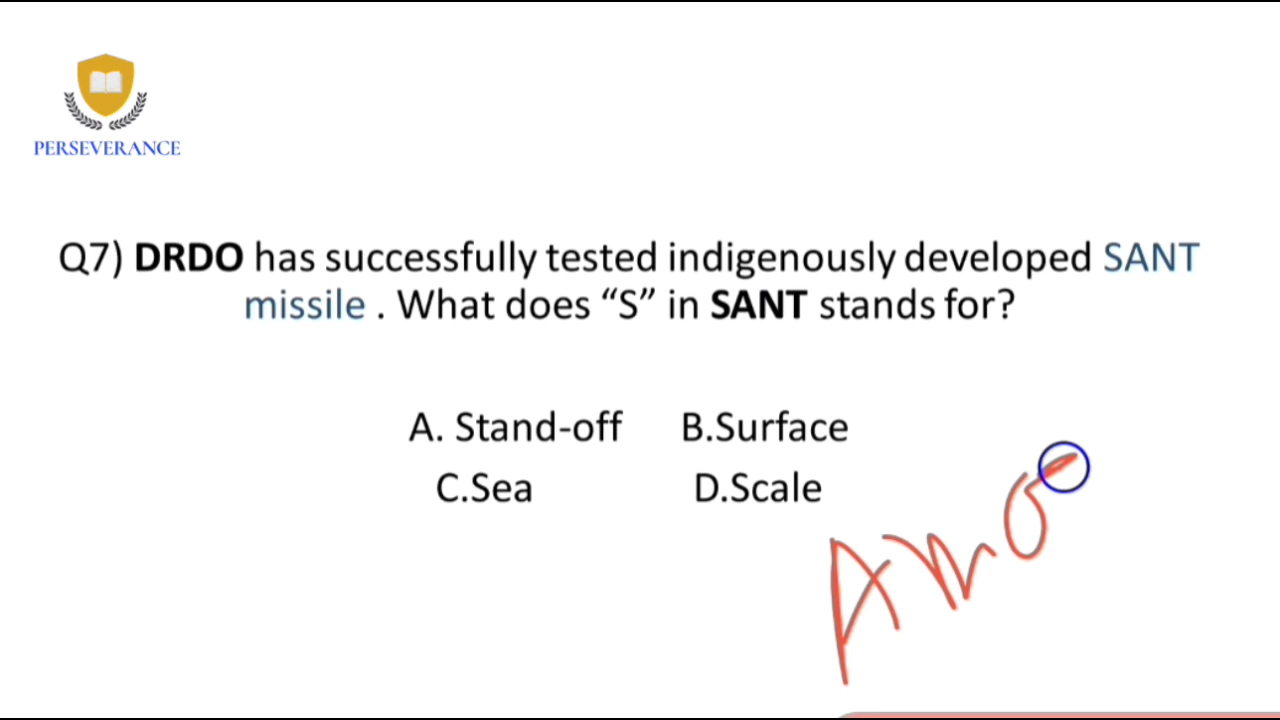 PERSEVERANCE
Q7) DRDO has successfully tested indigenously developed SANT
missile . What does “S” in SANT stands for?
A. Stand-off B.Surface
C.Sea D.Scale